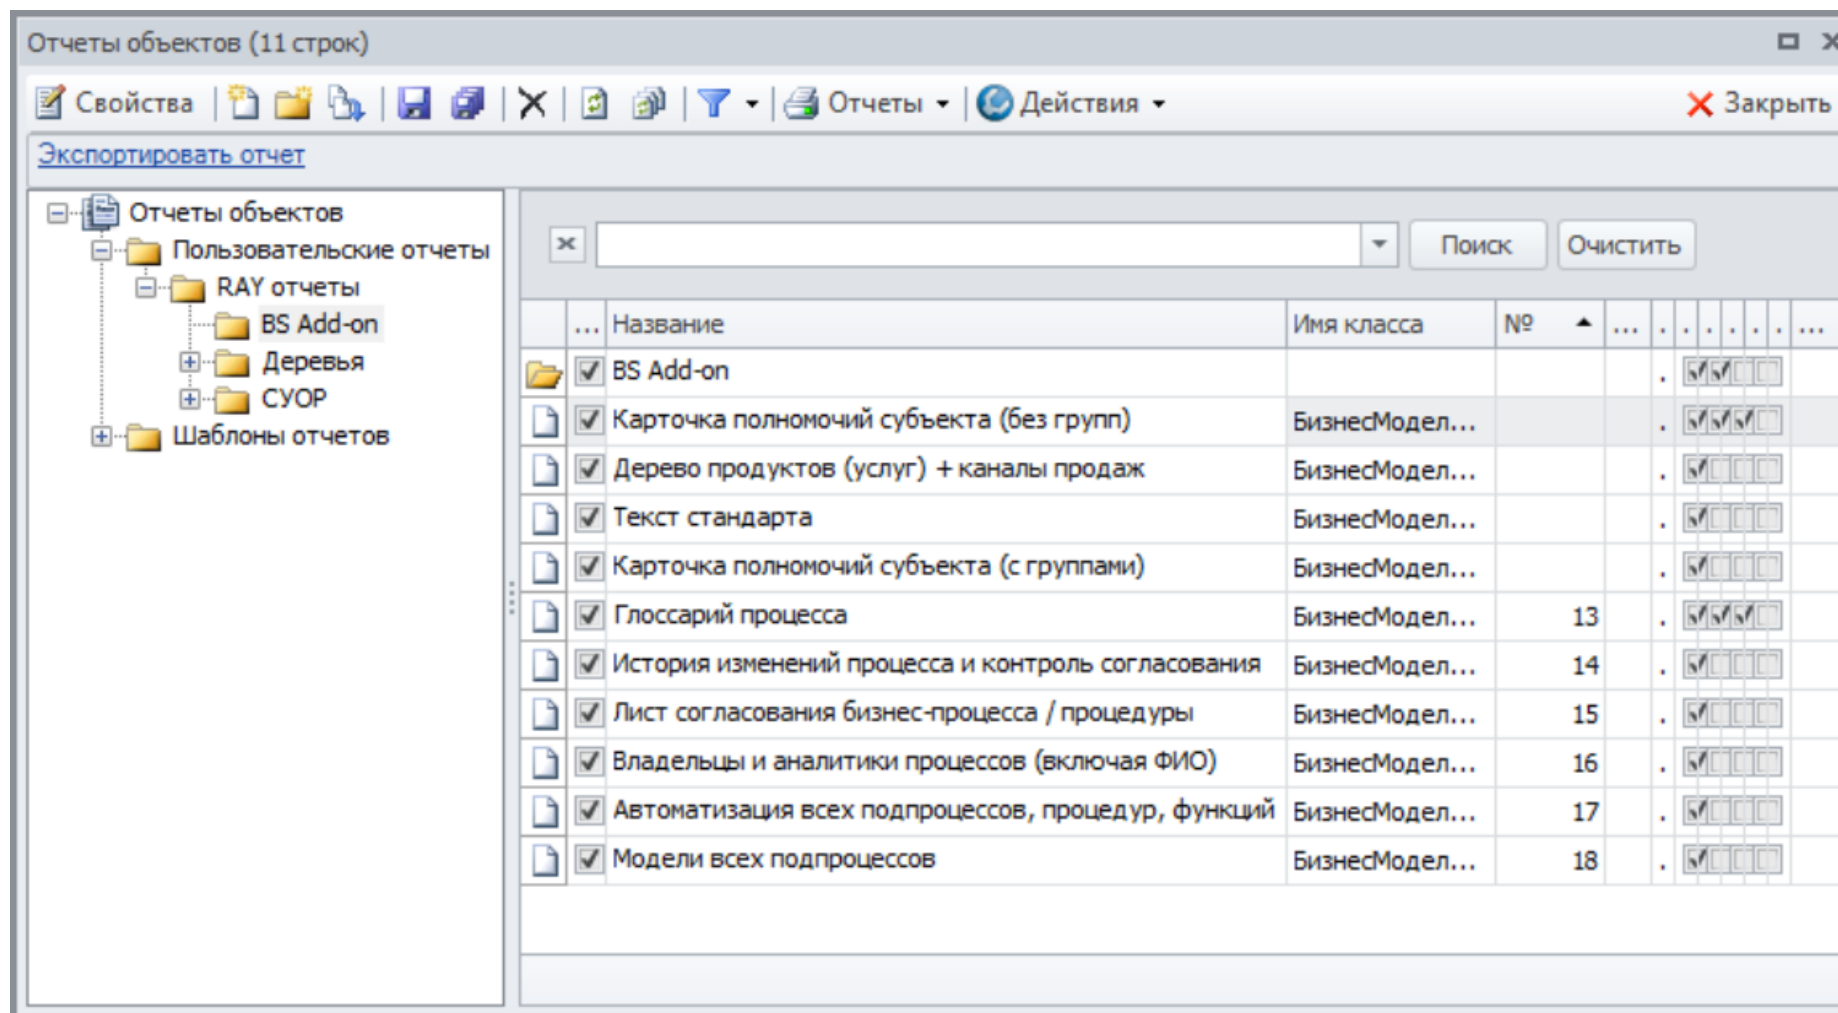 Отчеты объектов (11 строк)
Свойства Отчеты Действия Закрыть
Экспортировать отчет
Отчеты объектов
Пользовательские отчеты
RAY отчеты
BS Add-on
Деревья
СУОР
Шаблоны отчетов
Поиск Очистить
... Название Имя класса № ... . . . . . . ...
BS Add-on .
Карточка полномочий субъекта (без групп) БизнесМодел... .
Дерево продуктов (услуг) + каналы продаж БизнесМодел... .
Текст стандарта БизнесМодел... .
Карточка полномочий субъекта (с группами) БизнесМодел... .
Глоссарий процесса БизнесМодел... 13 .
История изменений процесса и контроль согласования БизнесМодел... 14 .
Лист согласования бизнес-процесса / процедуры БизнесМодел... 15 .
Владельцы и аналитики процессов (включая ФИО) БизнесМодел... 16 .
Автоматизация всех подпроцессов, процедур, функций БизнесМодел... 17 .
Модели всех подпроцессов БизнесМодел... 18 .